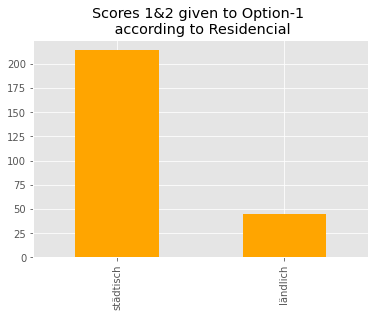 Scores 1&2 given to Option-1
according to Residencial
200
175
150
125
100
75
50
25
0
städtisch
ländlich